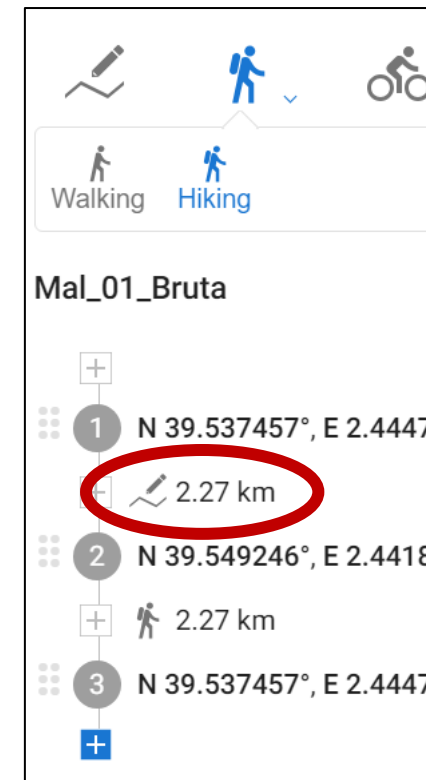 Walking Hiking
Mal_01_Bruta
1 N 39.537457°, E 2.4447
2.27 km
2 N 39.549246°, E 2.4418
2.27 km
3 N 39.537457°, E 2.4447